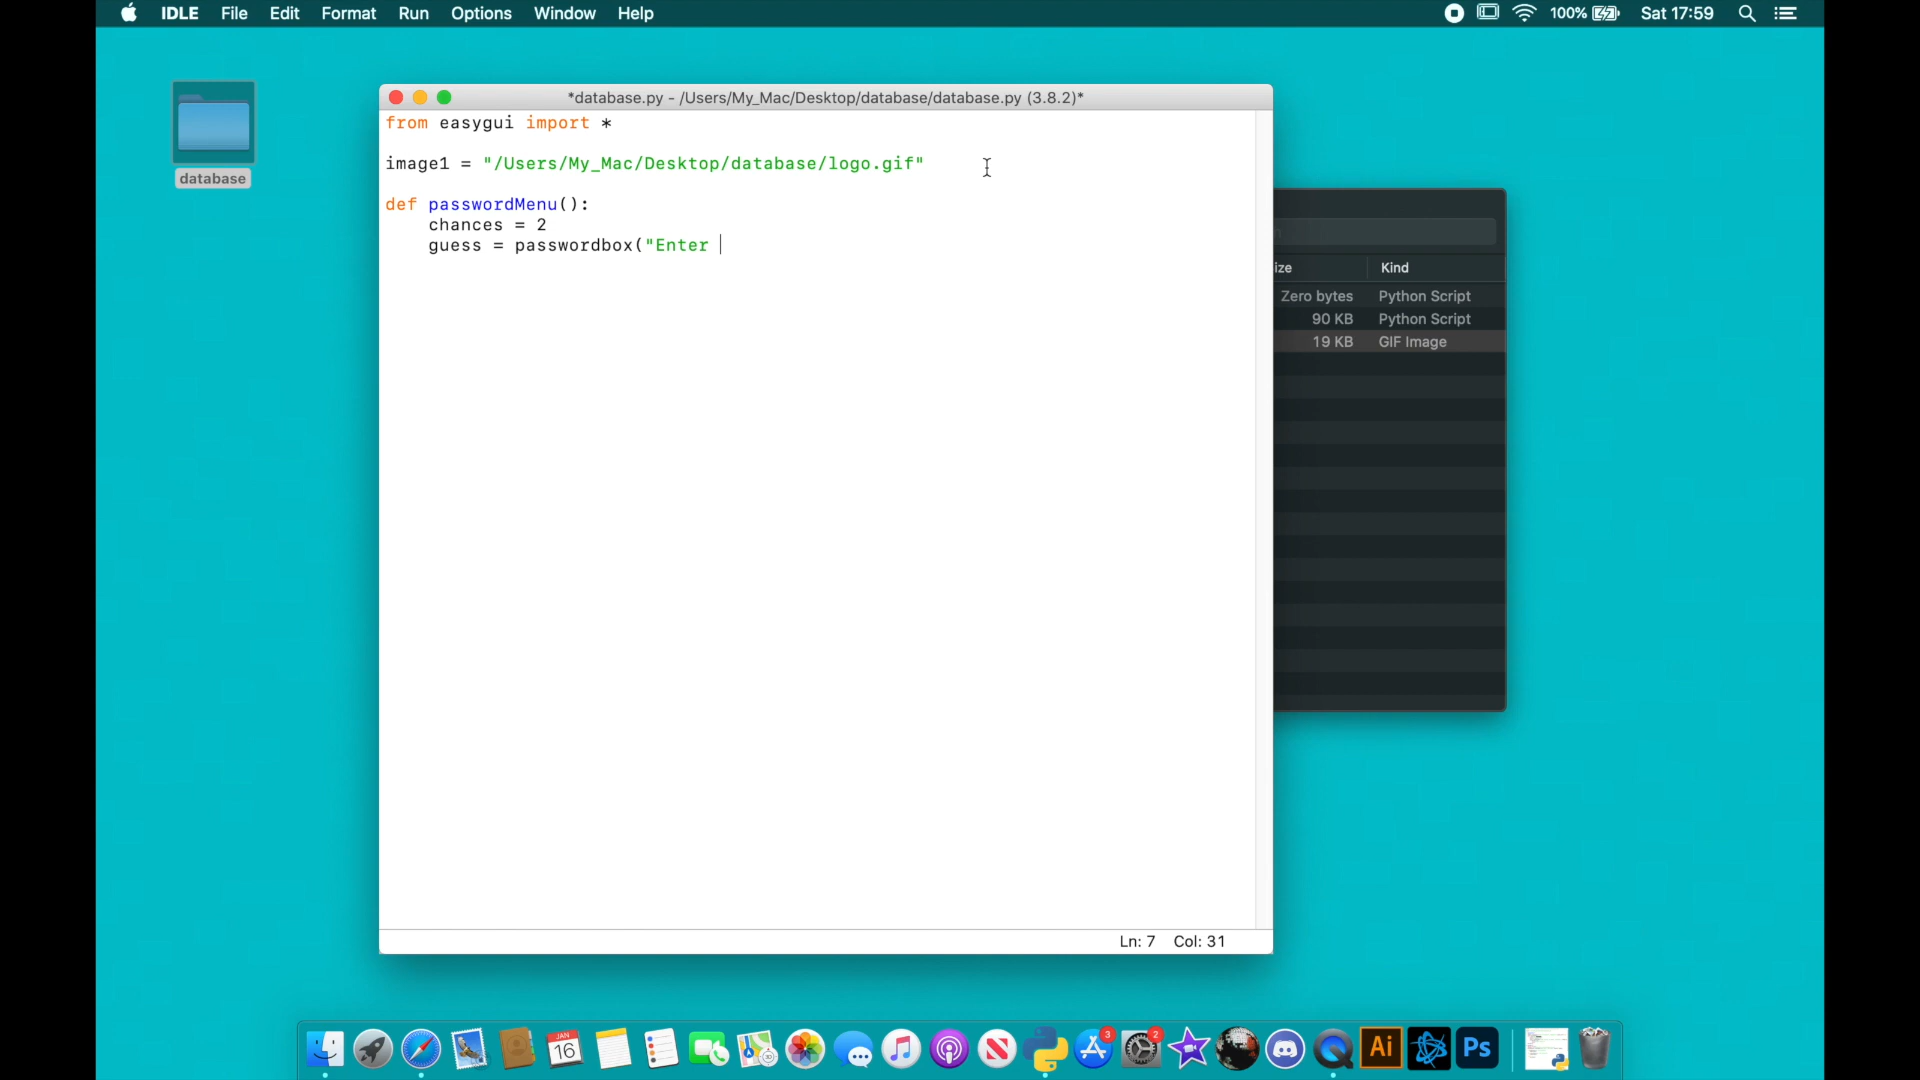 IDLE File Edit Format Run Options Window Help 100% Sat 17:59
database
*database.py - /Users/My_Mac/Desktop/database/database.py (3.8.2)*
from easygui import *
image1 = "/Users/My_Mac/Desktop/database/logo.gif"
def passwordMenu():
chances = 2
guess = passwordbox("Enter
ize Kind
Zero bytes Python Script
90 KB Python Script
19 KB GIF Image
Ln: 7 Col: 31
JAN
16
3
2
Ai
Ps